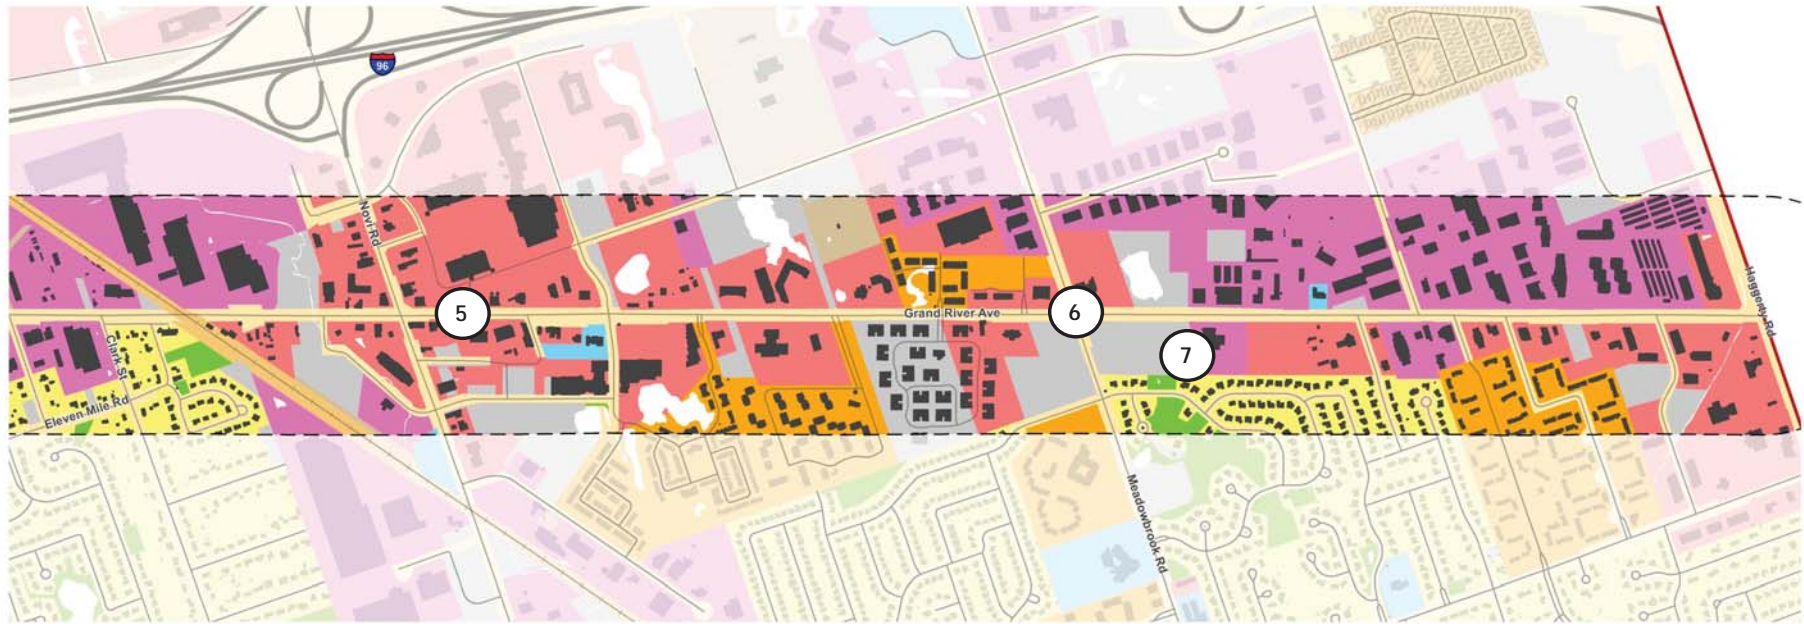 96
Novi Rd
Haggerty Rd
5
Grand River Ave
6
7
Clark St
Eleven Mile Rd
Meadowbrook Rd